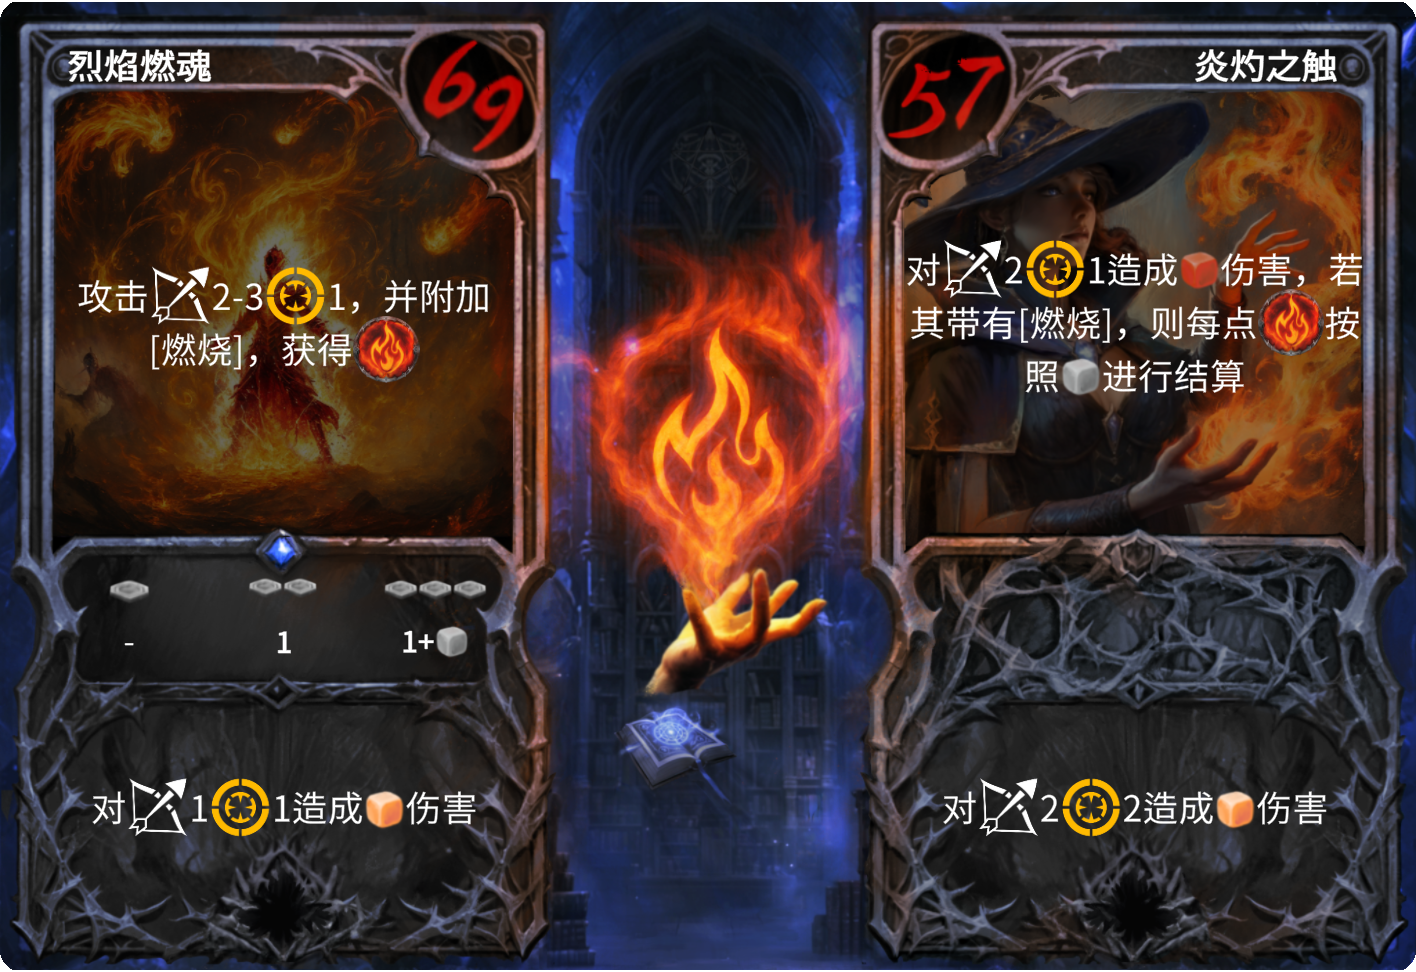 烈焰燃魂
69
攻击2-31，并附加
[燃烧]，获得
- 1 1+
对11造成伤害
57
炎灼之触
对21造成伤害，若
其带有[燃烧]，则每点按
照进行结算
对22造成伤害